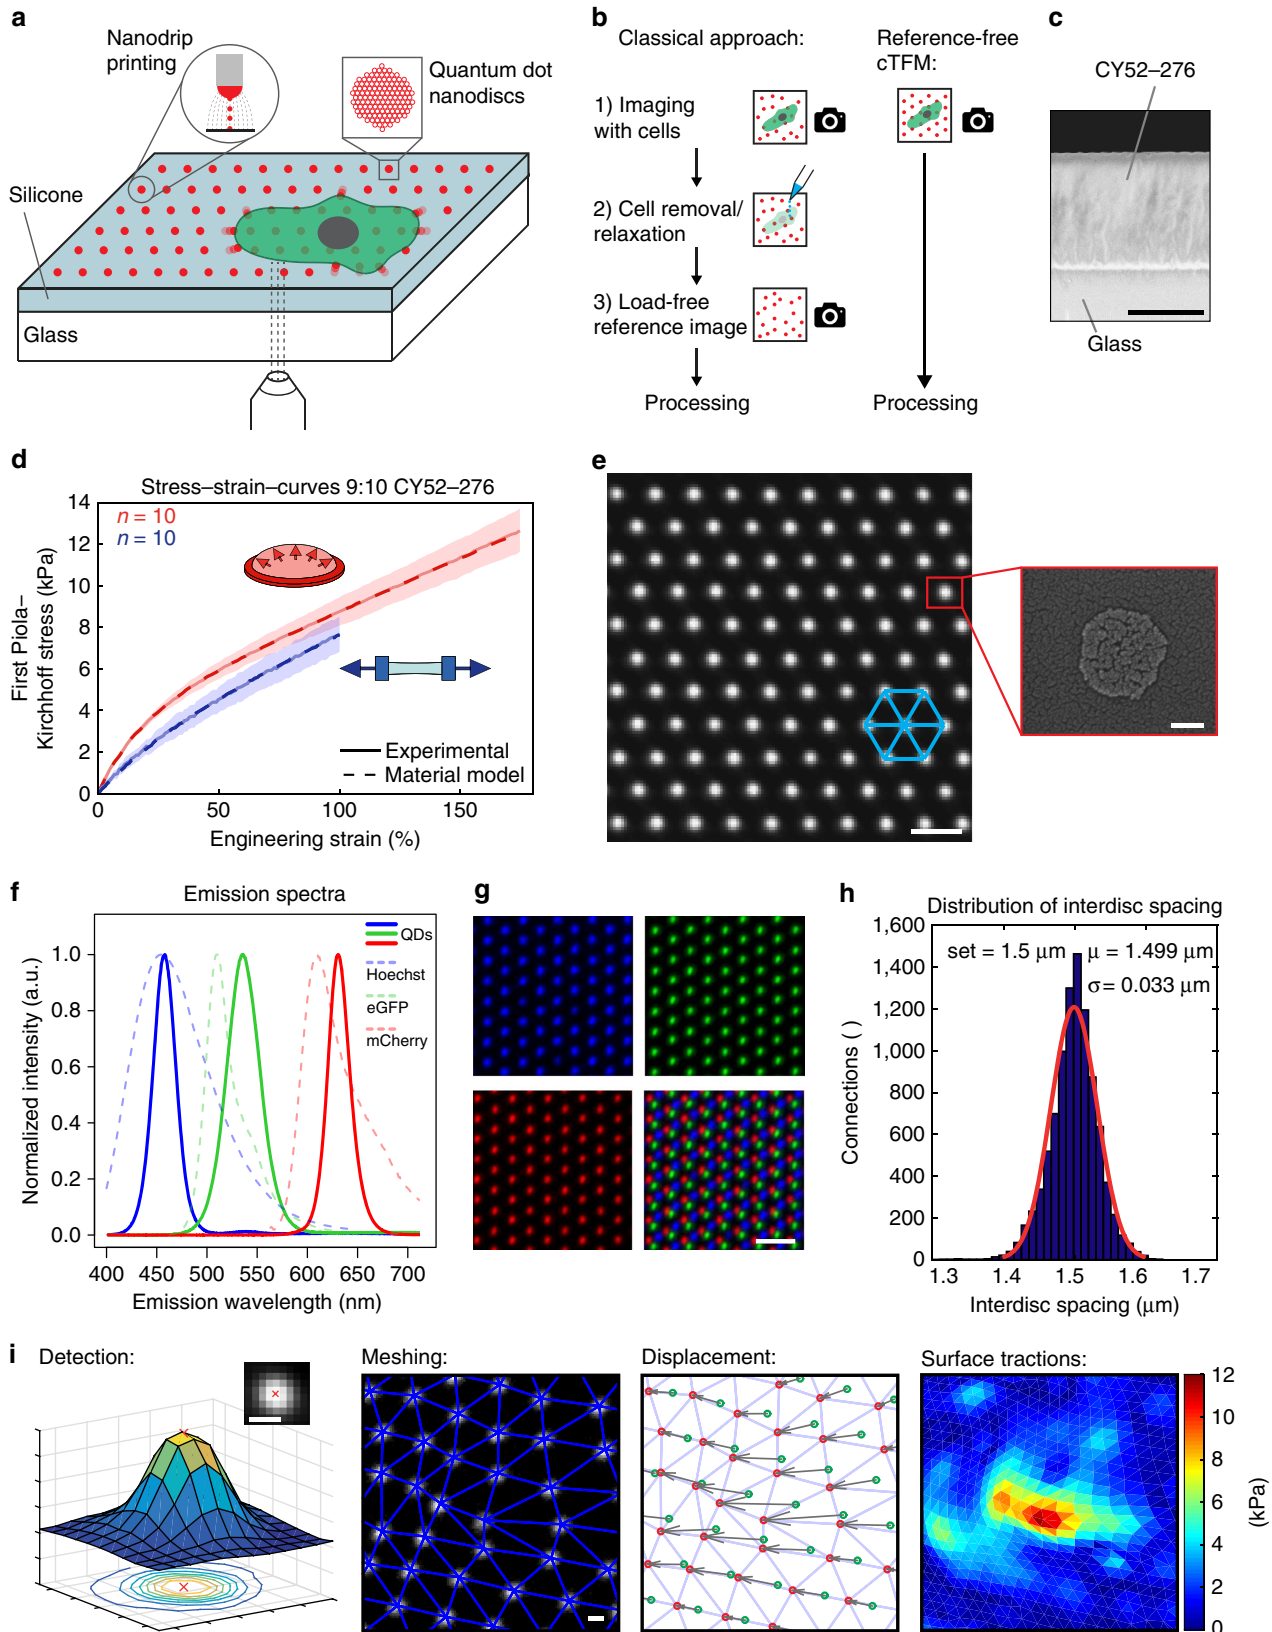 a
Nanodrip
printing
Quantum dot
nanodiscs
Silicone
Glass
b
Classical approach:
Reference-free
cTFM:
1) Imaging
with cells
2) Cell removal/
relaxation
3) Load-free
reference image
Processing
Processing
c
CY52–276
Glass
d
Stress–strain–curves 9:10 CY52–276
n = 10
n = 10
First Piola–
Kirchhoff stress (kPa)
14
12
10
8
6
4
2
0
0
50
100
150
Experimental
Material model
Engineering strain (%)
e
f
Emission spectra
QDs
Hoechst
eGFP
mCherry
Normalized intensity (a.u.)
1.0
0.8
0.6
0.4
0.2
0.0
400 450 500 550 600 650 700
Emission wavelength (nm)
g
h
Distribution of interdisc spacing
set = 1.5 µm
µ = 1.499 µm
σ = 0.033 µm
Connections ( )
1,600
1,400
1,200
1,000
800
600
400
200
0
1.3 1.4 1.5 1.6 1.7
Interdisc spacing (µm)
i
Detection:
Meshing:
Displacement:
Surface tractions:
12
10
8
6
4
2
0
(kPa)